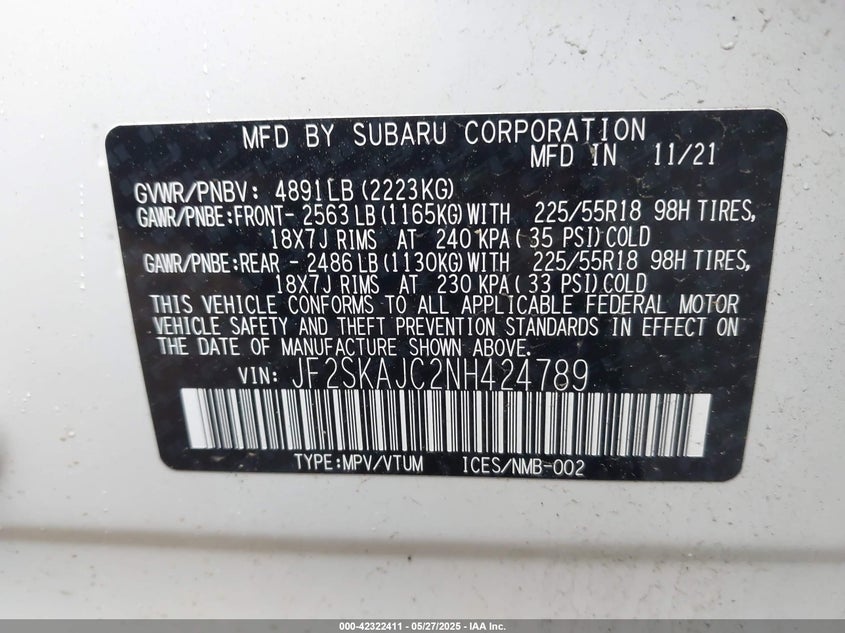 MFD BY SUBARU CORPORATION
MFD IN 11/21
GVWR/PNBV: 4891LB (2223KG)
GAWR/PNBE:FRONT- 2563 LB (1165KG) WITH 225/55R18 98H TIRES,
18X7J RIMS AT 240 KPA ( 35 PSI) COLD
GAWR/PNBE:REAR - 2486 LB (1130KG) WITH 225/55R18 98H TIRES,
18X7J RIMS AT 230 KPA ( 33 PSI) COLD
THIS VEHICLE CONFORMS TO ALL APPLICABLE FEDERAL MOTOR
VEHICLE SAFETY AND THEFT PREVENTION STANDARDS IN EFFECT ON
THE DATE OF MANUFACTURE SHOWN ABOVE.
VIN: JF2SKAJC2NH424789
TYPE:MPV/VTUM ICES/NMB-002
000-42322411 - 05/27/2025 - IAA Inc.